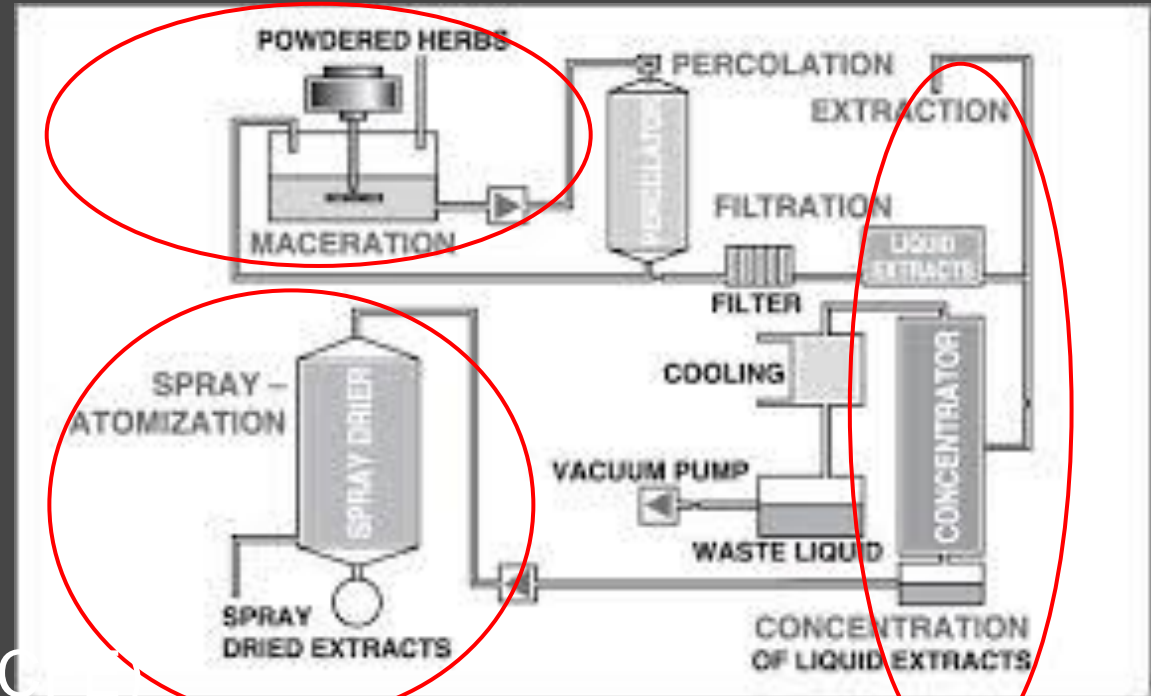 POWDERED HERBS
PERCOLATION
EXTRACTION
PERCOLATOR
FILTRATION
MACERATION
LIQUID
EXTRACTS
FILTER
COOLING
CONCENTRATOR
SPRAY –
ATOMIZATION
SPRAY DRIER
VACUUM PUMP
WASTE LIQUID
SPRAY
DRIED EXTRACTS
CONCENTRATION
OF LIQUID EXTRACTS